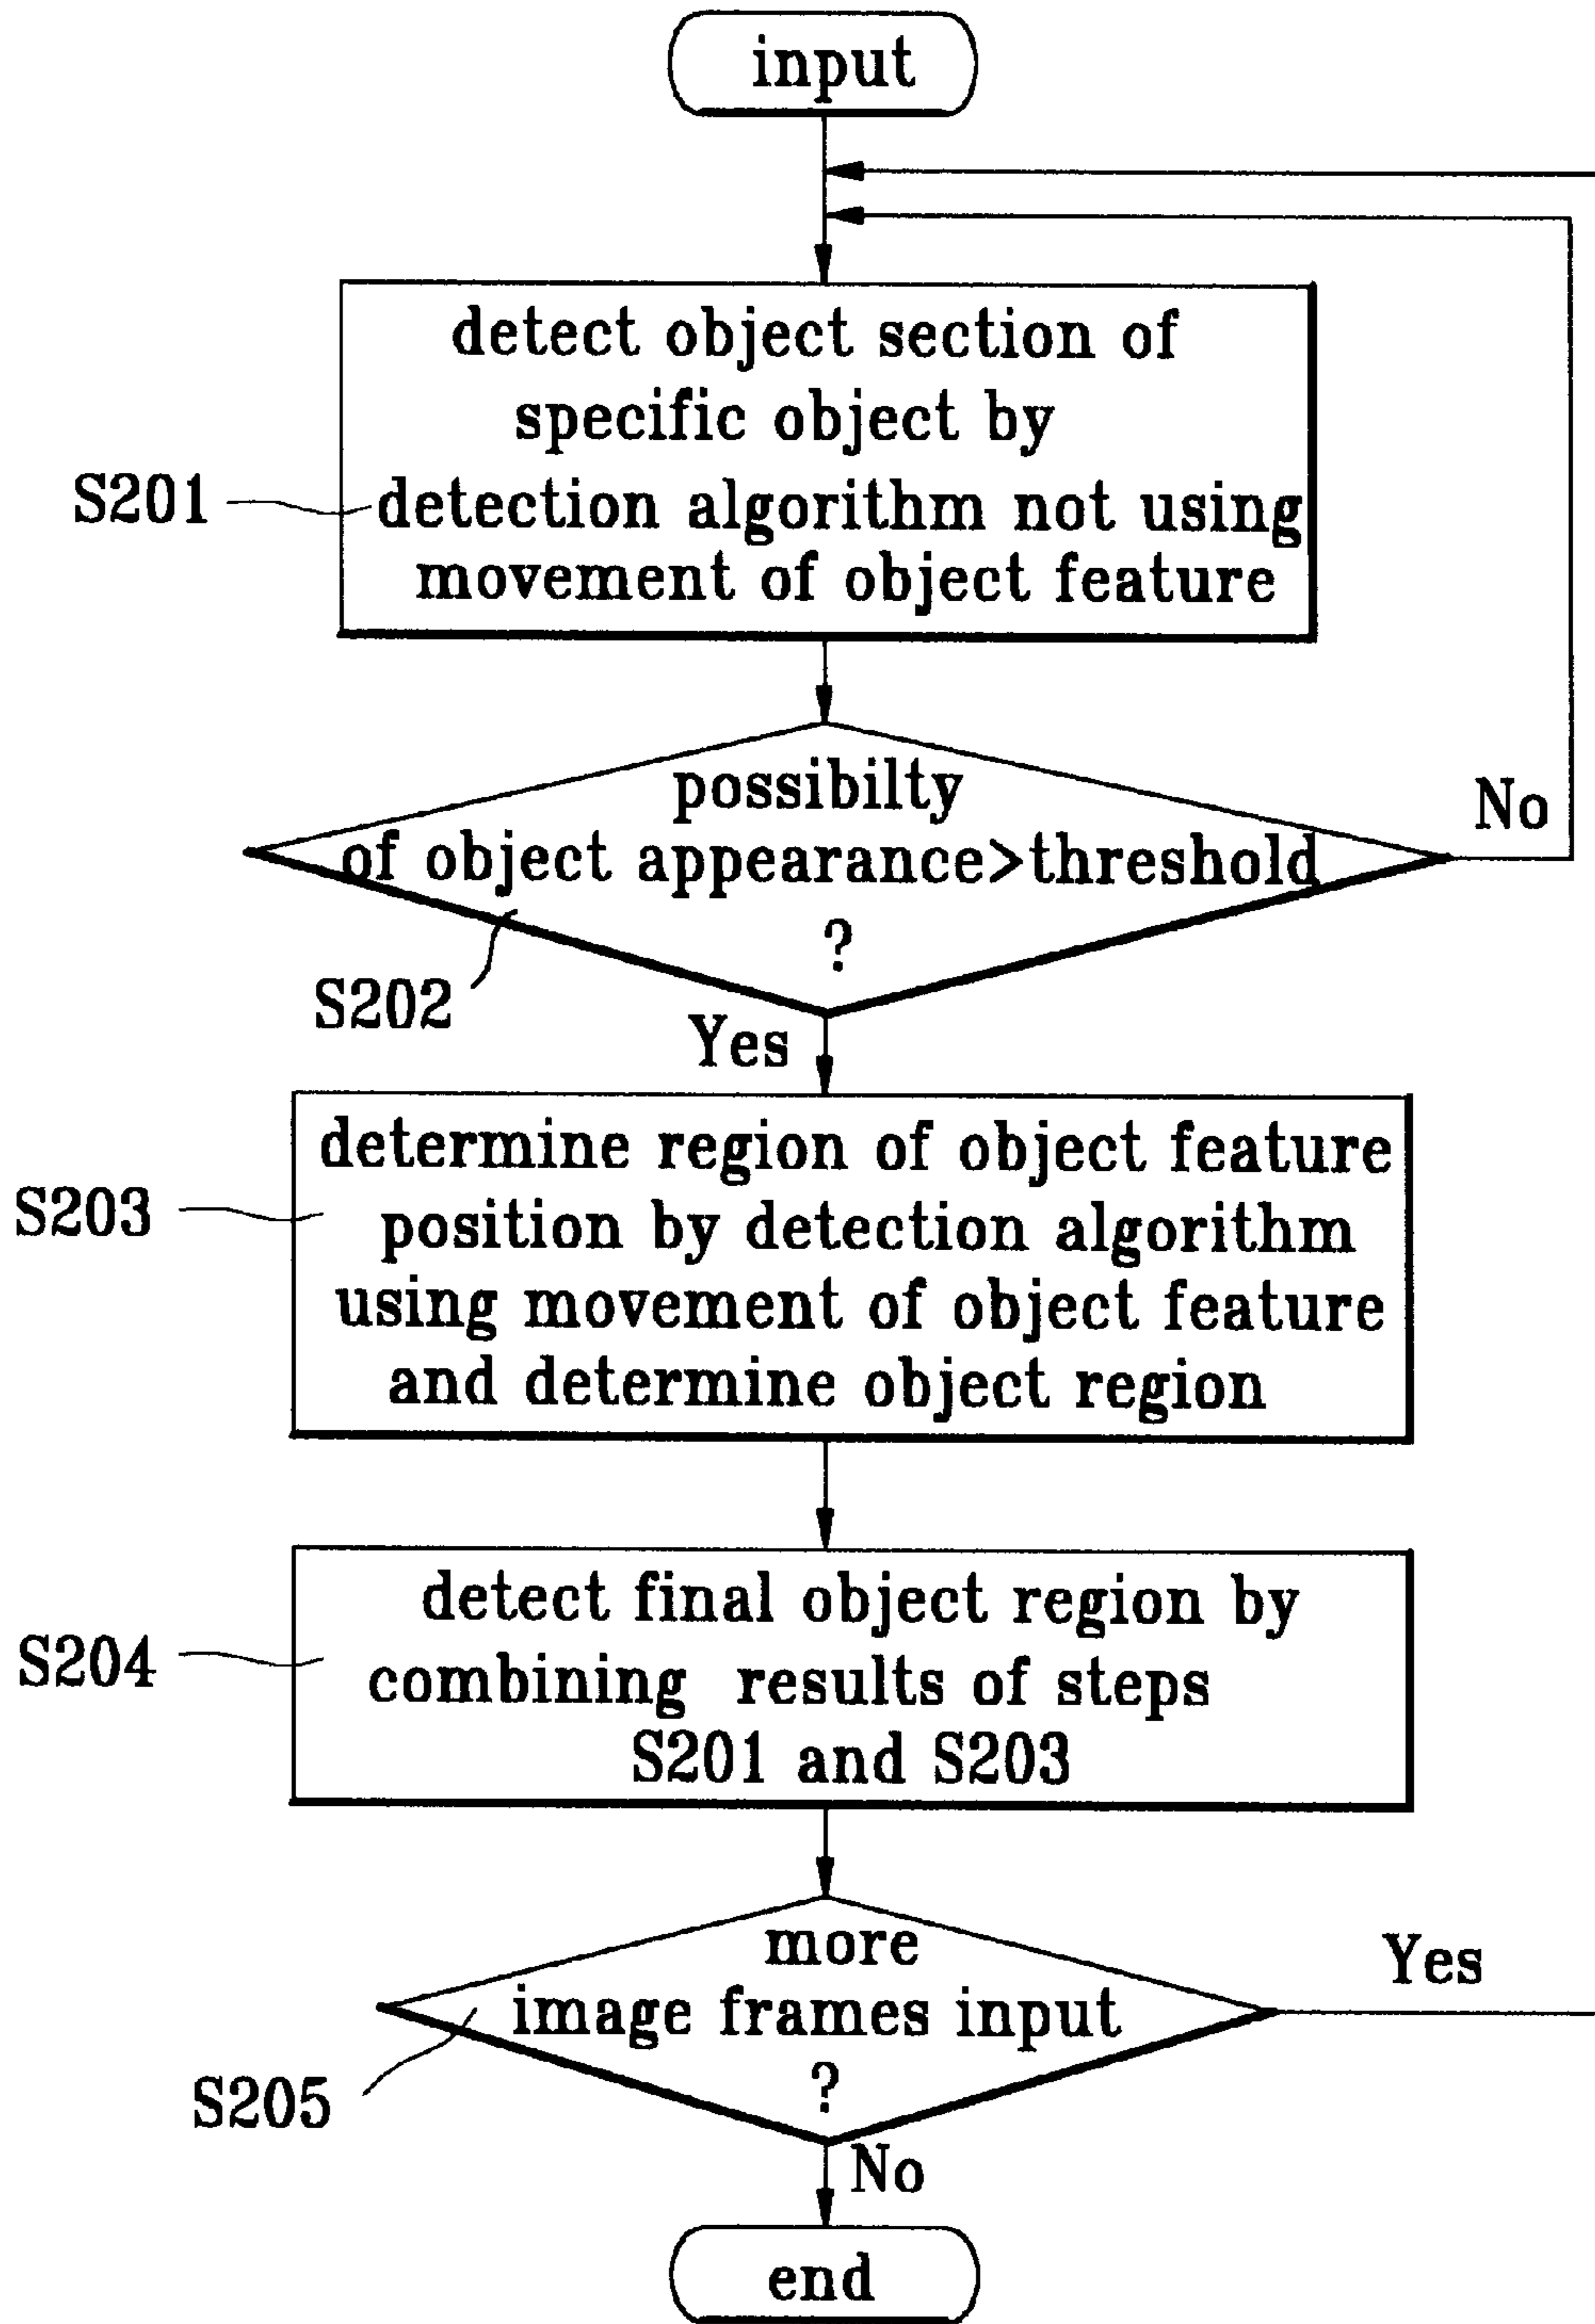 input
detect object section of
specific object by
S201
detection algorithm not using
movement of object feature
possibilty
No
of object appearance>threshold
?
S202
Yes
determine region of object feature
S203
position by detection algorithm
using movement of object feature
and determine object region
detect final object region by
S204
combining results of steps
S201 and S203
more
Yes
image frames input
?
S205
No
end